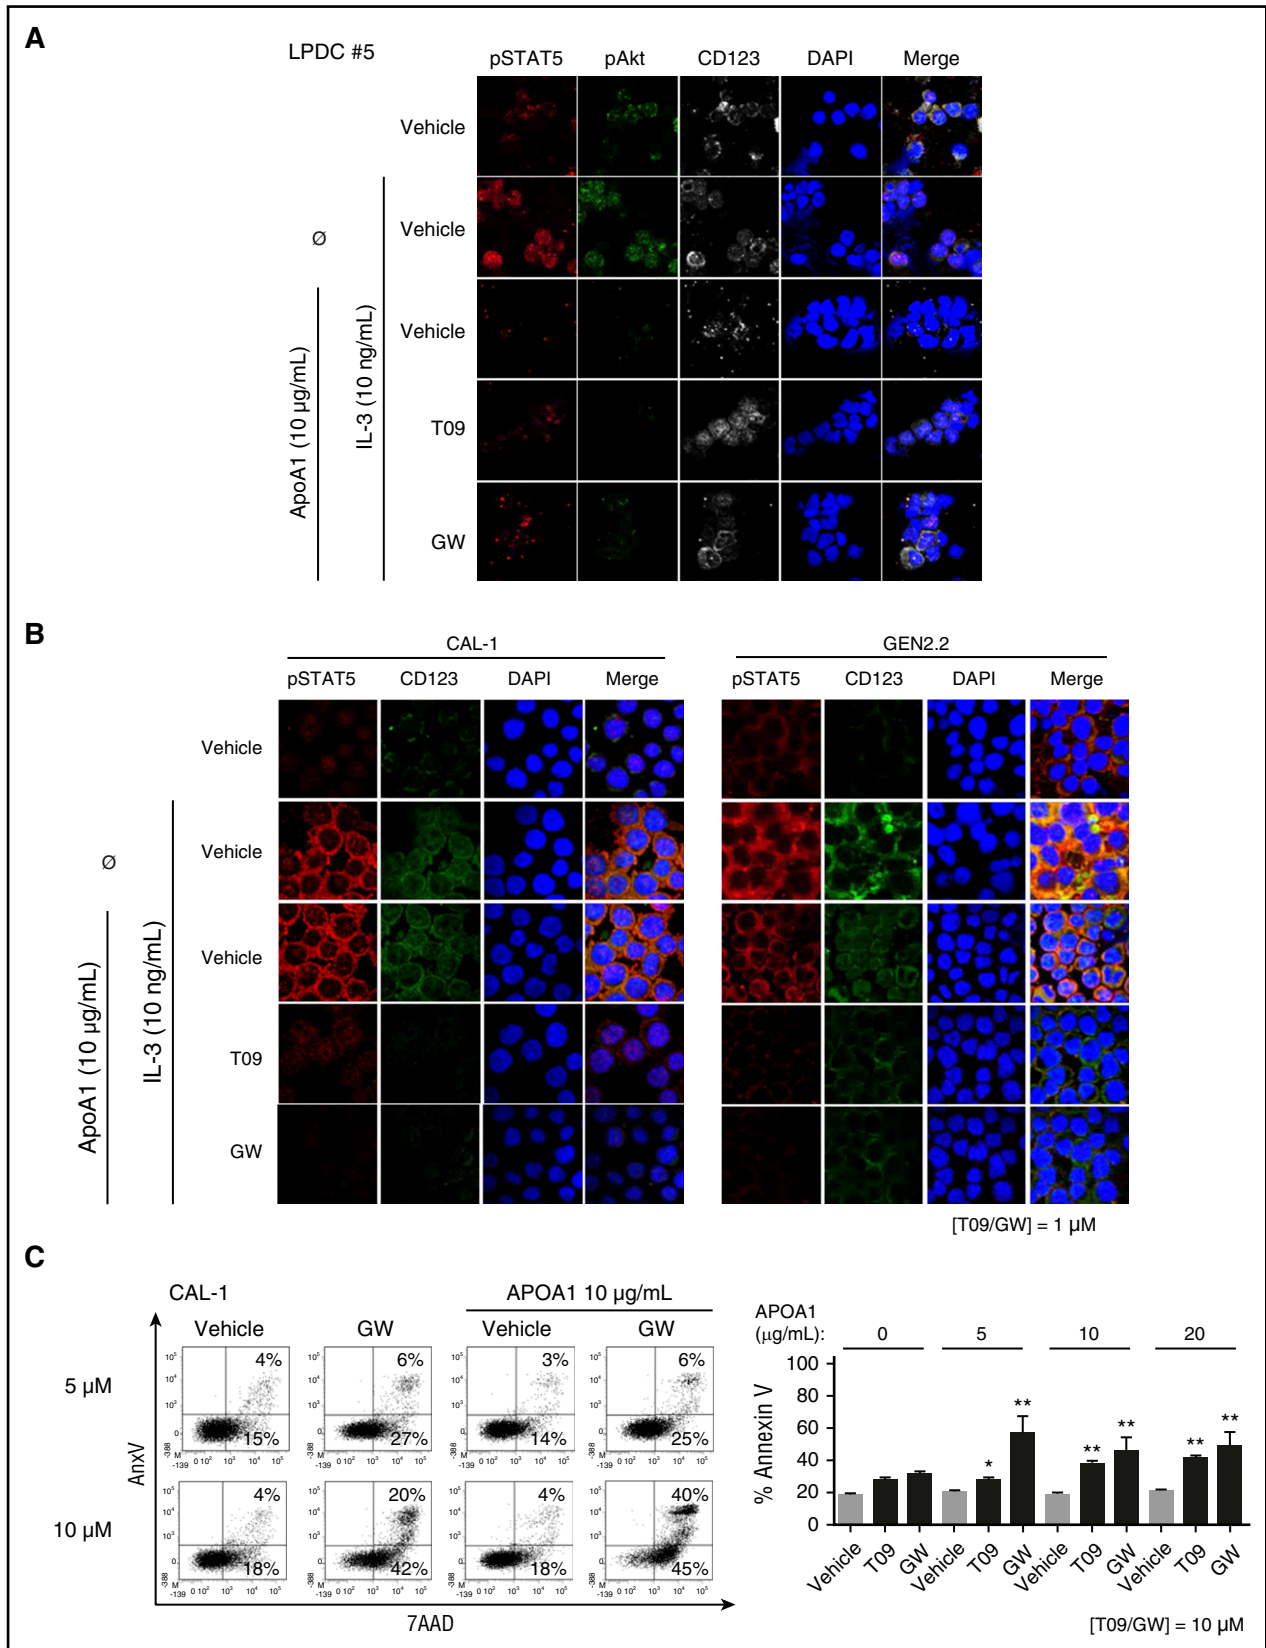 A
LPDC #5
pSTAT5 pAkt CD123 DAPI Merge
Vehicle
Vehicle
Ø
Vehicle
T09
GW
ApoA1 (10 µg/mL)
IL-3 (10 ng/mL)
B
CAL-1 GEN2.2
pSTAT5 CD123 DAPI Merge pSTAT5 CD123 DAPI Merge
Vehicle
Vehicle
Ø
Vehicle
T09
GW
ApoA1 (10 µg/mL)
IL-3 (10 ng/mL)
[T09/GW] = 1 µM
C
CAL-1 APOA1 10 µg/mL
Vehicle GW Vehicle GW
5 µM
4% 6% 3% 6%
15% 27% 14% 25%
10 µM
4% 20% 4% 40%
18% 42% 18% 45%
AnxV
7AAD
APOA1
(µg/mL): 0 5 10 20
% Annexin V
100
80
60
40
20
0
** ** ** * ** **
Vehicle T09 GW Vehicle T09 GW Vehicle T09 GW Vehicle T09 GW
[T09/GW] = 10 µM